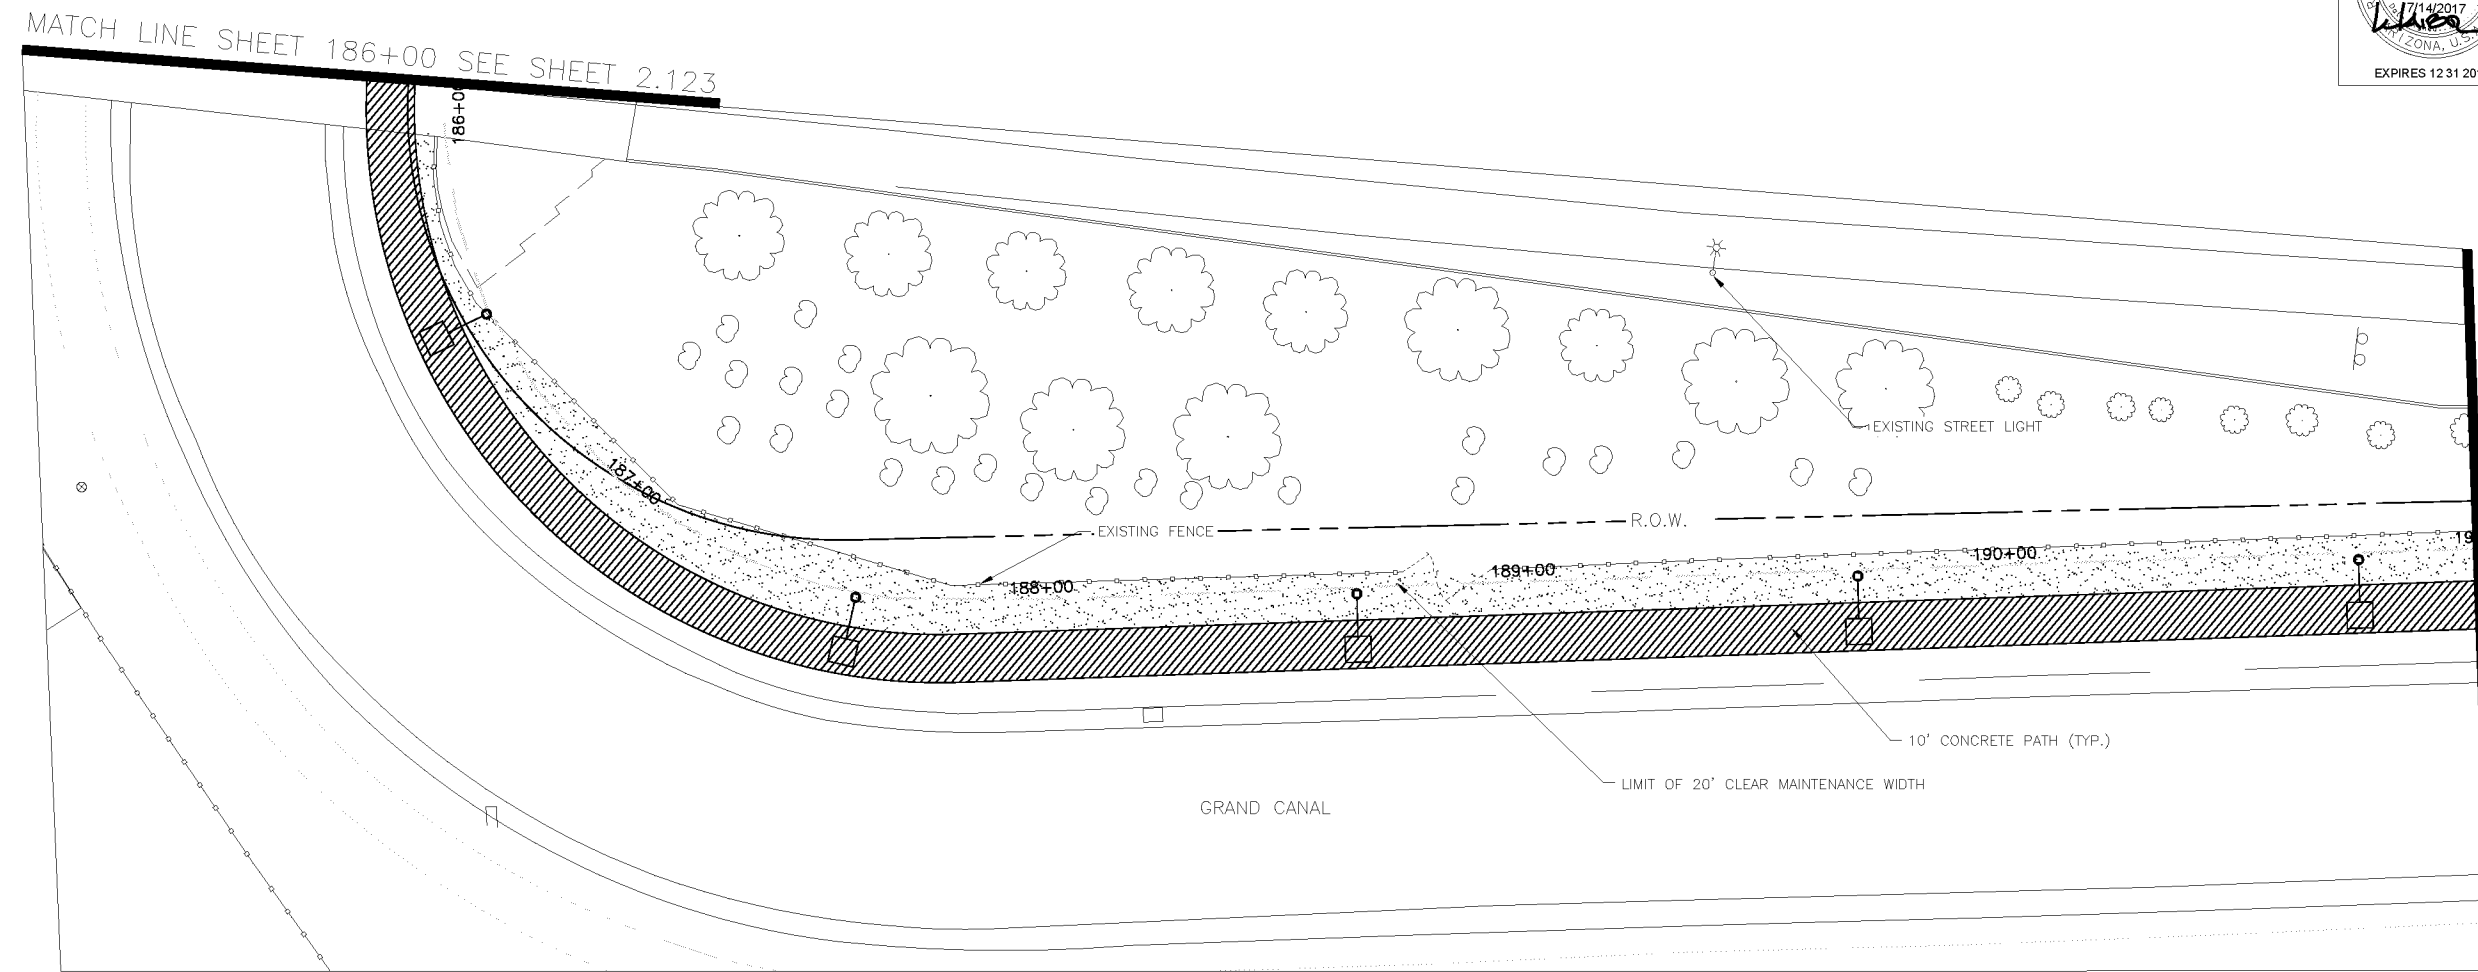 MATCH LINE SHEET 186+00 SEE SHEET 2.123
7/14/2017
ARIZONA, U.S.
EXPIRES 12 31 20
186+00
EXISTING STREET LIGHT
187+00
R.O.W.
EXISTING FENCE
188+00
189+00
190+00
19
10' CONCRETE PATH (TYP.)
LIMIT OF 20' CLEAR MAINTENANCE WIDTH
GRAND CANAL